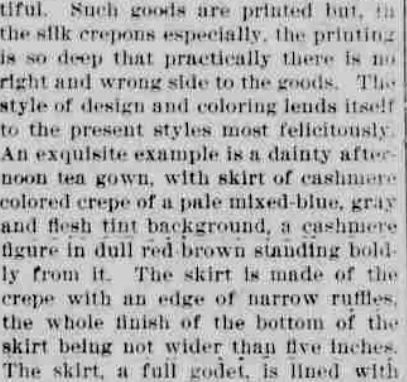 tiful. Such goods are printed but, in
the silk crepons especially, the printing
is so deep that practically there is no
right and wrong side to the goods. The
style of design and coloring lends itself
to the present styles most felicitously.
An exquisite example is a dainty after-
noon tea gown, with skirt of cashmere
colored crepe of a pale mixed-blue, gray
and flesh tint background, a cashmere
figure in dull red-brown standing bold-
ly from it. The skirt is made of the
crepe with an edge of narrow ruffles,
the whole finish of the bottom of the
skirt being not wider than five inches.
The skirt, a full godet, is lined with